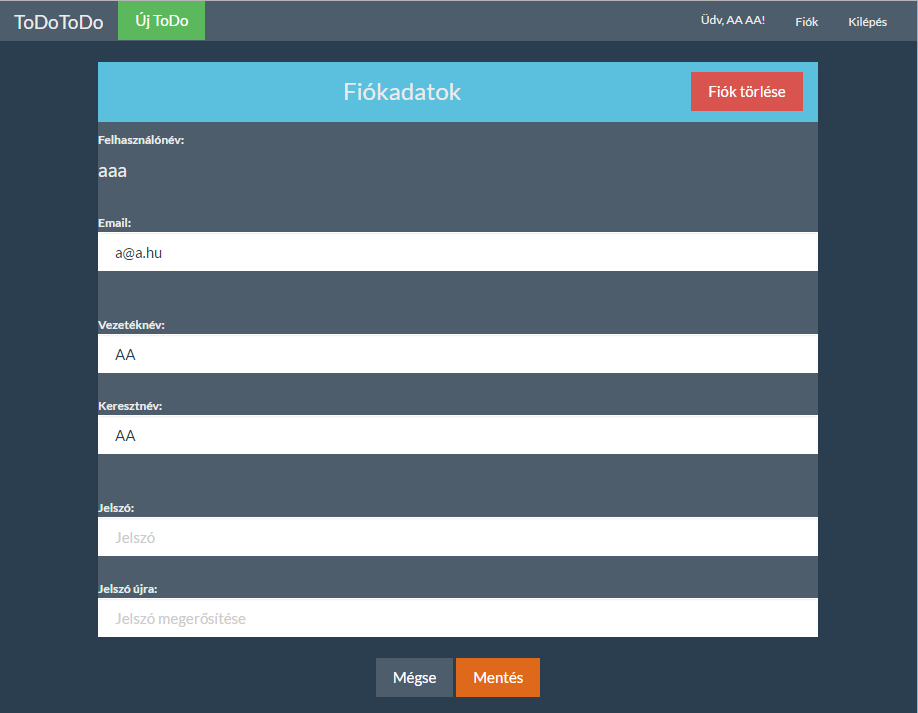 ToDoToDo Új ToDo Üdv, AA AA! Fiók Kilépés
Fiókadatok Fiók törlése
Felhasználónév:
aaa
Email:
a@a.hu
Vezetéknév:
AA
Keresztnév:
AA
Jelszó:
Jelszó
Jelszó újra:
Jelszó megerősítése
Mégse Mentés